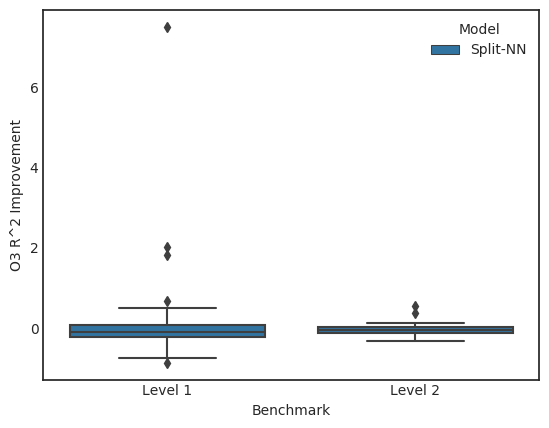 Model
Split-NN
6
4
2
0
O3 R^2 Improvement
Level 1
Level 2
Benchmark